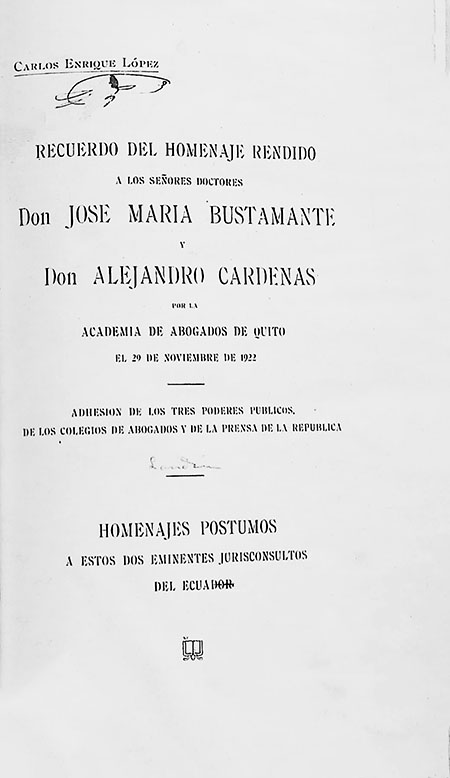 CARLOS ENRIQUE LÓPEZ
RECUERDO DEL HOMENAJE RENDIDO
A LOS SEÑORES DOCTORES
Don JOSE MARIA BUSTAMANTE
Y
Don ALEJANDRO CARDENAS
POR LA
ACADEMIA DE ABOGADOS DE QUITO
EL 29 DE NOVIEMBRE DE 1922
ADHESION DE LOS TRES PODERES PUBLICOS,
DE LOS COLEGIOS DE ABOGADOS Y DE LA PRENSA DE LA REPUBLICA
HOMENAJES POSTUMOS
A ESTOS DOS EMINENTES JURISCONSULTOS
DEL ECUADOR